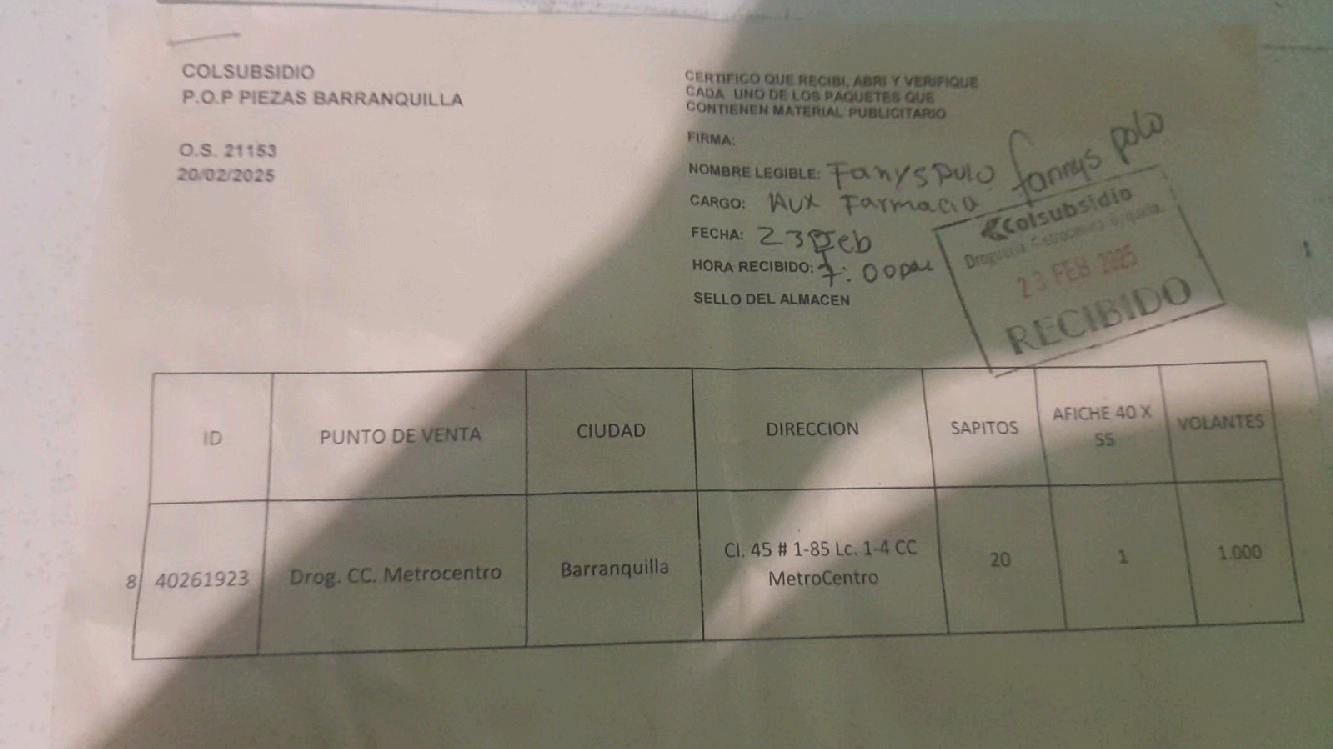 COLSUBSIDIO
P.O.P PIEZAS BARRANQUILLA
O.S. 21153
20/02/2025
CERTIFICO QUE RECIBI, ABRI Y VERIFIQUE
CADA UNO DE LOS PAQUETES QUE
CONTIENEN MATERIAL PUBLICITARIO
FIRMA: fannys polo
NOMBRE LEGIBLE: Fanys Polo
CARGO: Aux Farmacia
FECHA: 23 Feb
HORA RECIBIDO: 7:00pm
SELLO DEL ALMACEN
Colsubsidio
23 FEB 2025
RECIBIDO
ID PUNTO DE VENTA CIUDAD DIRECCION SAPITOS AFICHE 40 X VOLANTES
55
8 40261923 Drog. CC. Metrocentro Barranquilla Cl. 45 # 1-85 Lc. 1-4 CC 20 1 1.000
MetroCentro